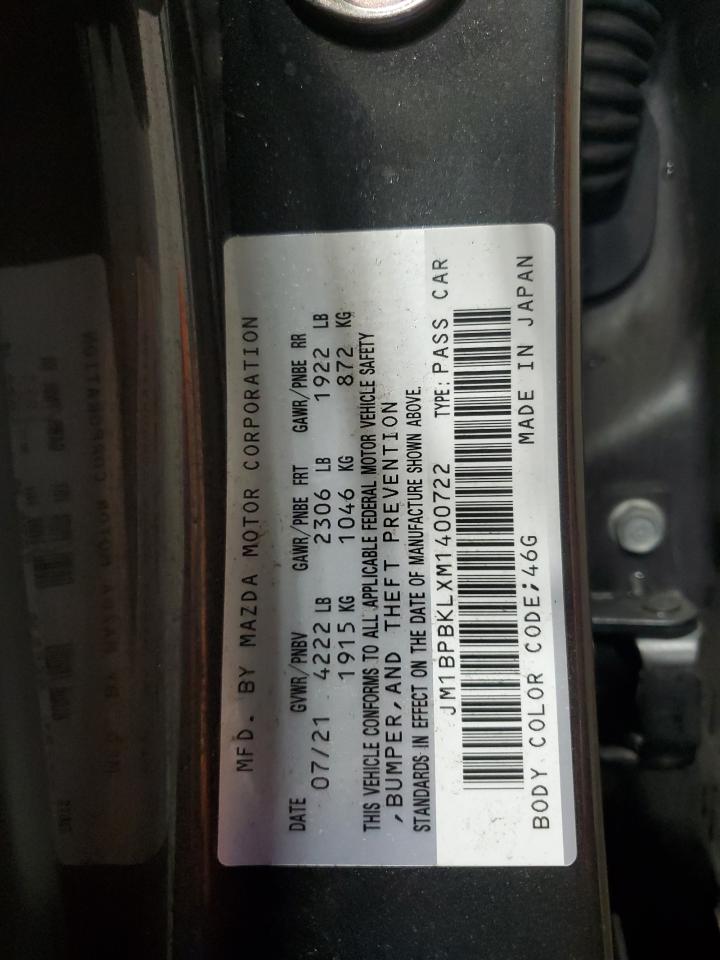 MFD. BY MAZDA MOTOR CORPORATION
DATE GVWR/PNBV GAWR/PNBE FRT GAWR/PNBE RR
07/21 4222 LB 2306 LB 1922 LB
1915 KG 1046 KG 872 KG
THIS VEHICLE CONFORMS TO ALL APPLICABLE FEDERAL MOTOR VEHICLE SAFETY
,BUMPER,AND THEFT PREVENTION
STANDARDS IN EFFECT ON THE DATE OF MANUFACTURE SHOWN ABOVE.
JM1BPBKLXM1400722 TYPE: PASS CAR
BODY COLOR CODE;46G MADE IN JAPAN